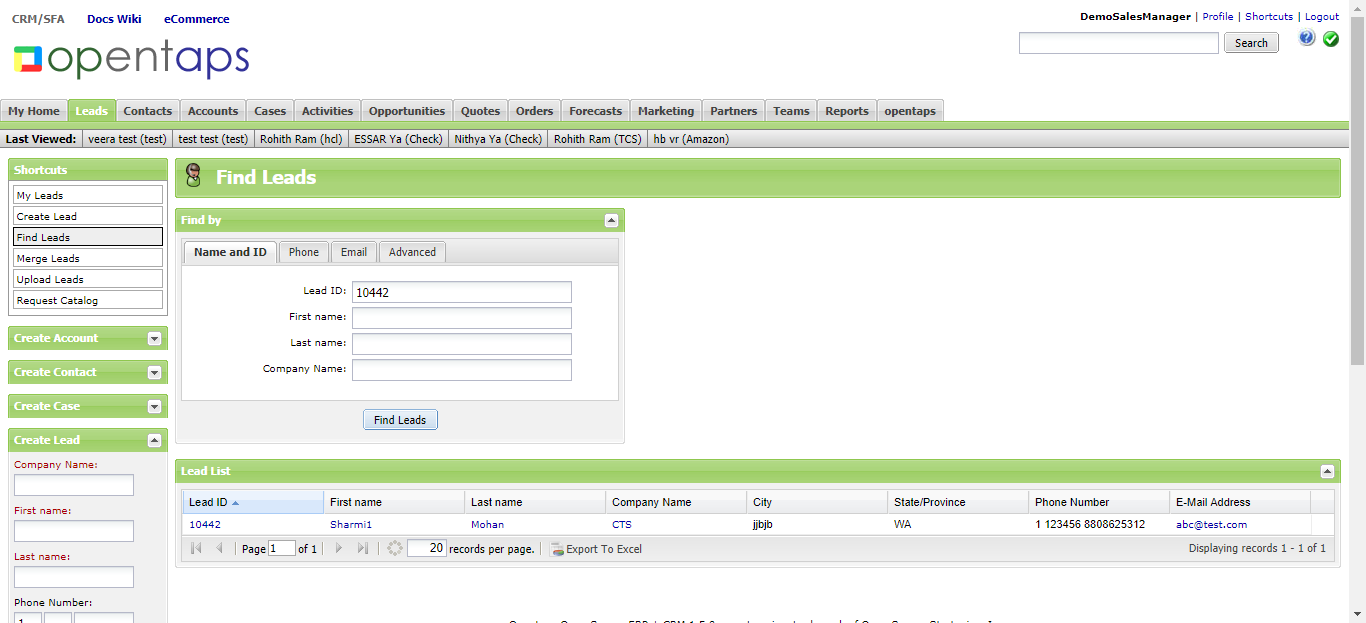 CRM/SFA Docs Wiki eCommerce
DemoSalesManager | Profile | Shortcuts | Logout
opentaps
Search
My Home Leads Contacts Accounts Cases Activities Opportunities Quotes Orders Forecasts Marketing Partners Teams Reports opentaps
Last Viewed: veera test (test) test test (test) Rohith Ram (hcl) ESSAR Ya (Check) Nithya Ya (Check) Rohith Ram (TCS) hb vr (Amazon)
Shortcuts
My Leads
Create Lead
Find Leads
Merge Leads
Upload Leads
Request Catalog
Create Account
Create Contact
Create Case
Create Lead
Company Name:
First name:
Last name:
Phone Number:
1
Find Leads
Find by
Name and ID Phone Email Advanced
Lead ID: 10442
First name:
Last name:
Company Name:
Find Leads
Lead List
Lead ID First name Last name Company Name City State/Province Phone Number E-Mail Address
10442 Sharmi1 Mohan CTS jjbjb WA 1 123456 8808625312 abc@test.com
Page 1 of 1 20 records per page. Export To Excel Displaying records 1 - 1 of 1